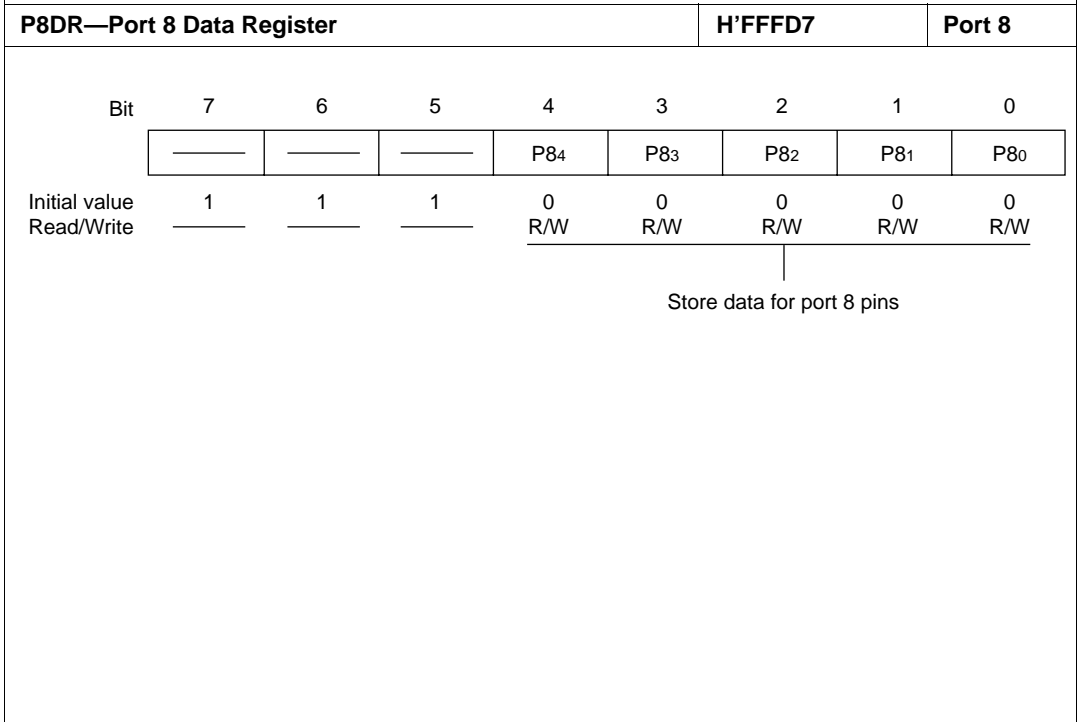 P8DR—Port 8 Data Register H'FFFD7 Port 8
Bit 7 6 5 4 3 2 1 0
—— —— —— P84 P83 P82 P81 P80
Initial value 1 1 1 0 0 0 0 0
Read/Write —— —— —— R/W R/W R/W R/W R/W
Store data for port 8 pins